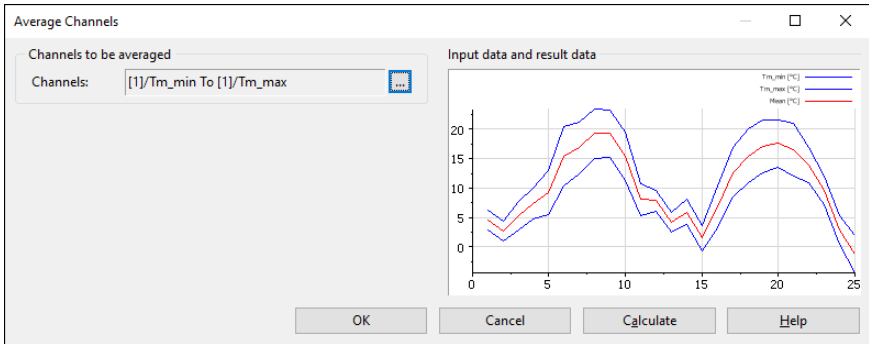 Average Channels
Channels to be averaged
Channels: [1]/Tm_min To [1]/Tm_max ...
Input data and result data
Tm_min [°C]
Tm_max [°C]
Mean [°C]
20
15
10
5
0
0 5 10 15 20 25
OK Cancel Calculate Help